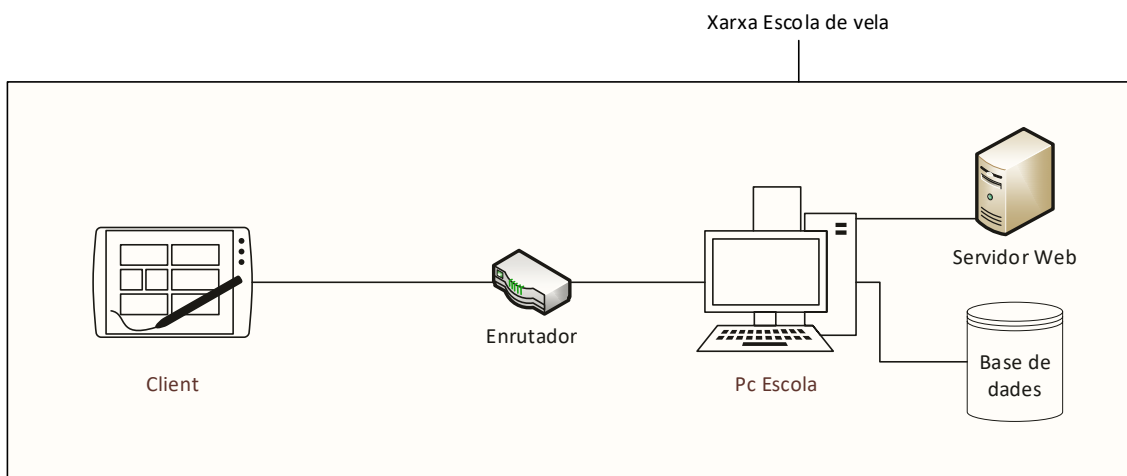 Xarxa Escola de vela
Servidor Web
Enrutador
Base de
dades
Client
Pc Escola